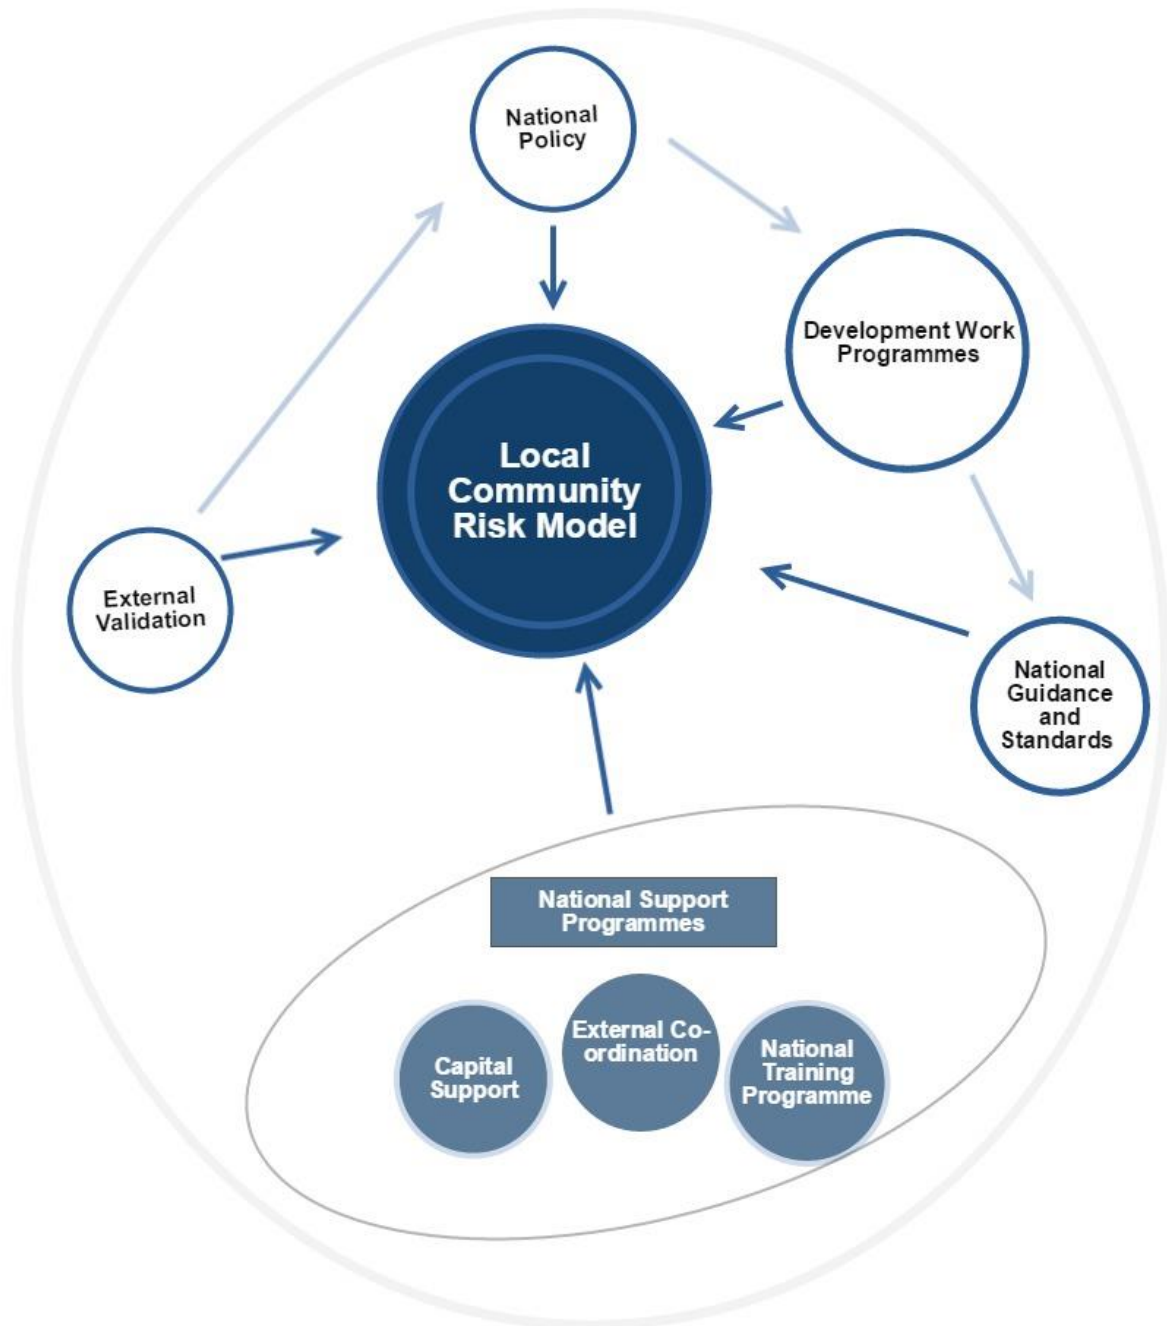 National
Policy
Development Work
Programmes
Local
Community
Risk Model
External
Validation
National
Guidance
and
Standards
National Support
Programmes
External Co-
ordination
Capital
Support
National
Training
Programme